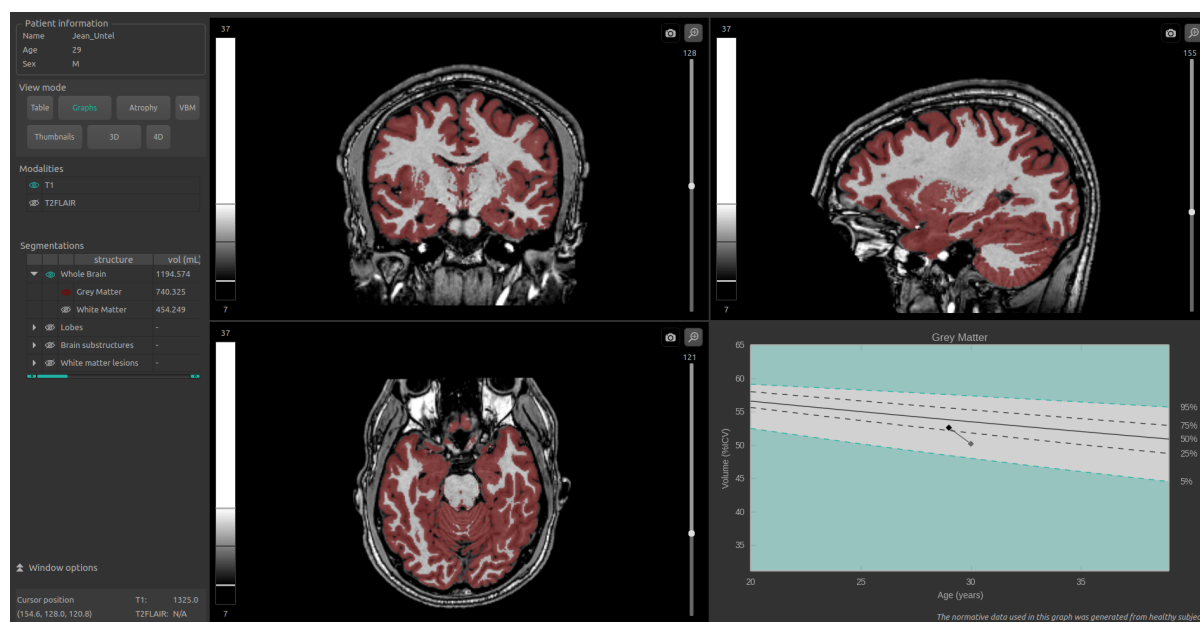 Patient information
Name Jean_Untel
Age 29
Sex M
View mode
Table Graphs Atrophy VBM
Thumbnails 3D 4D
Modalities
T1
T2FLAIR
Segmentations
structure vol (mL)
Whole Brain 1194.574
Grey Matter 740.325
White Matter 454.249
Lobes -
Brain substructures -
White matter lesions -
Window options
Cursor position T1: 1325.0
(154.6, 128.0, 120.8) T2FLAIR: N/A
37
7
128
37
7
155
37
7
121
Grey Matter
65
60
55
50
45
40
35
Volume (%ICV)
20 25 30 35
Age (years)
95%
75%
50%
25%
5%
The normative data used in this graph was generated from healthy subjec